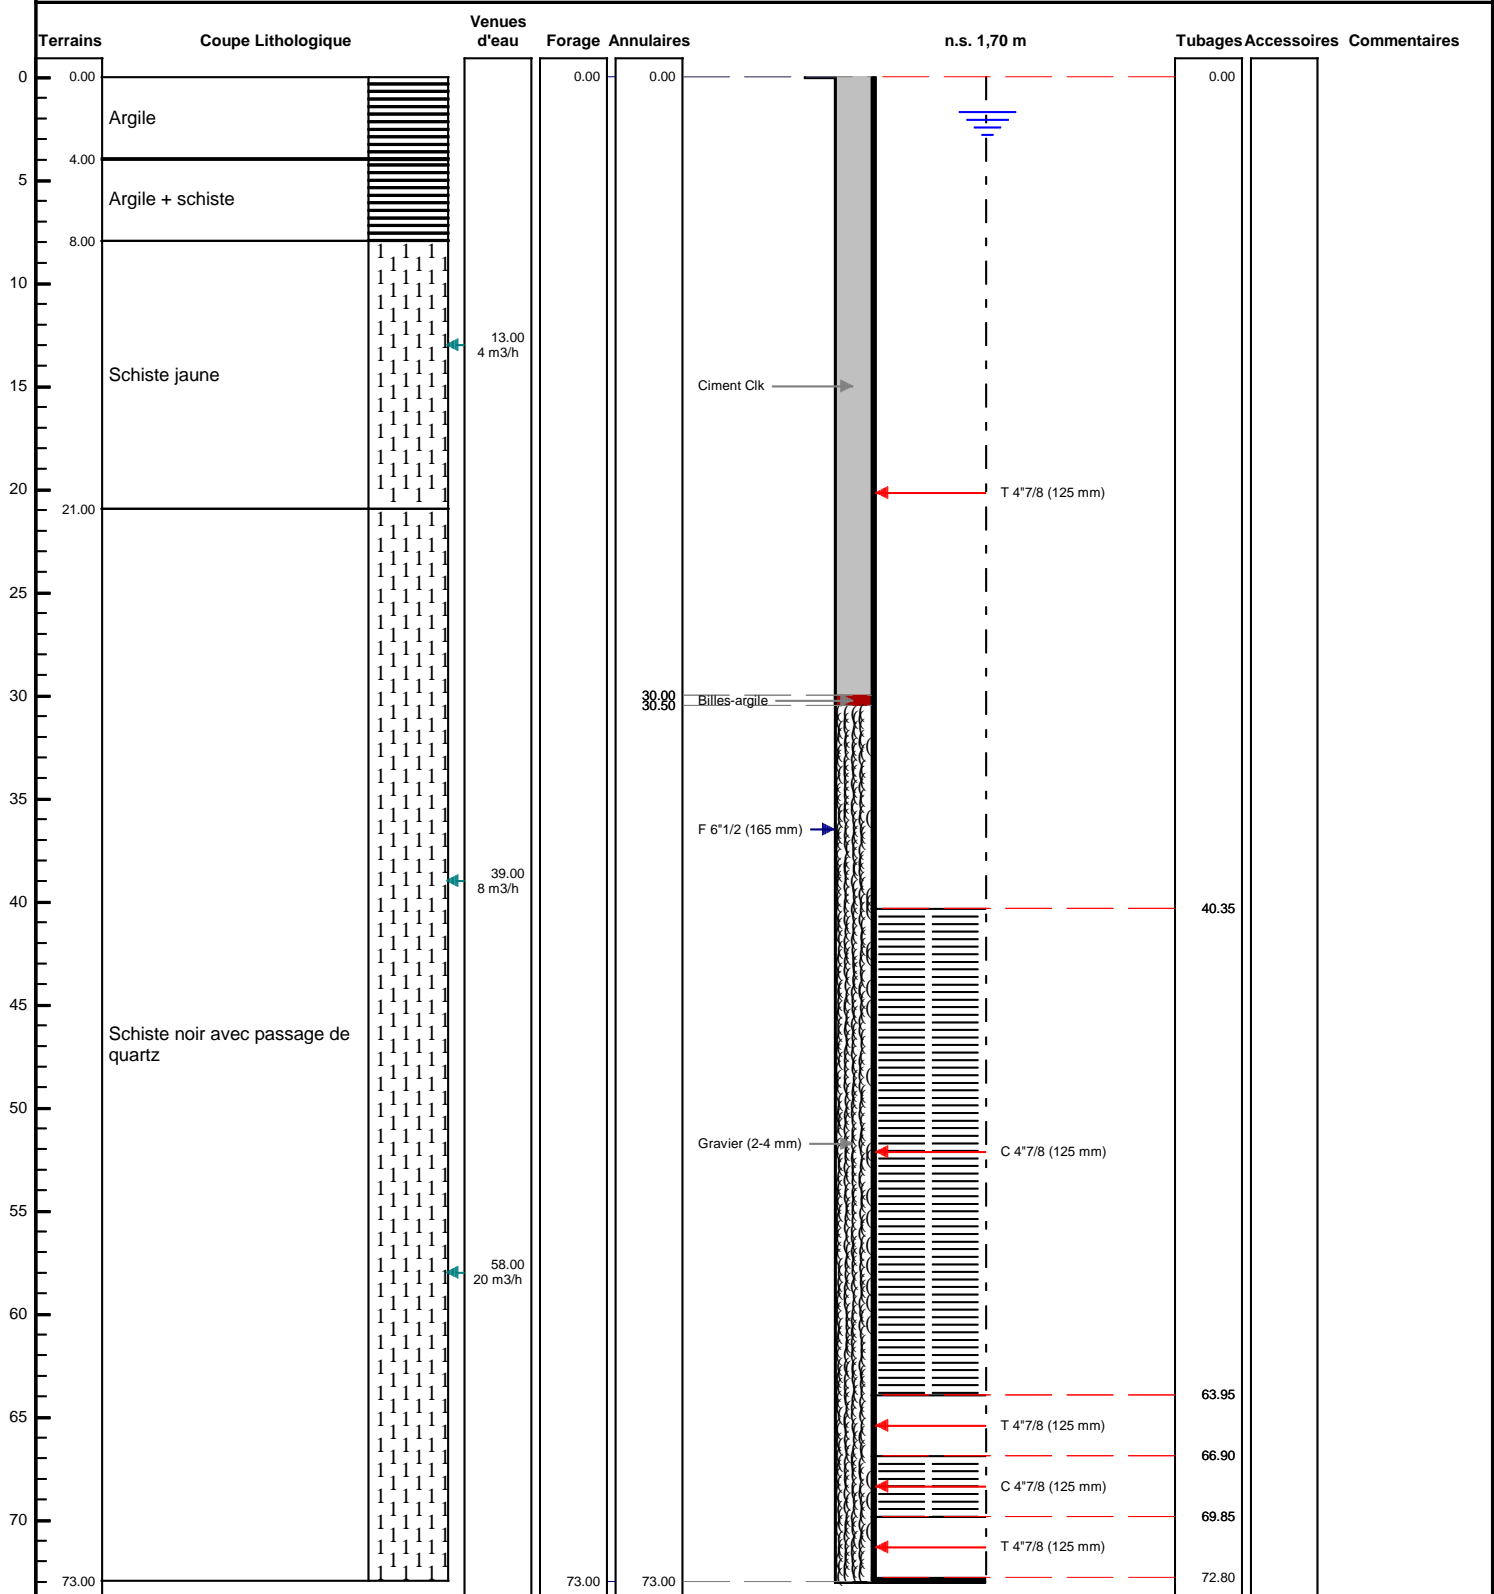 Terrains Coupe Lithologique Venues d'eau Forage Annulaires n.s. 1,70 m Tubages Accessoires Commentaires
0 0.00 0.00 0.00 0.00
Argile
4.00
5
Argile + schiste
8.00
10
13.00
4 m3/h
Schiste jaune
15 Ciment Clk
20 T 4"7/8 (125 mm)
21.00
25
30 30.00
Billes-argile
30.50
35
F 6"1/2 (165 mm)
39.00
8 m3/h
40 40.35
45
Schiste noir avec passage de
quartz
50
Gravier (2-4 mm) C 4"7/8 (125 mm)
55
58.00
20 m3/h
60
63.95
65 T 4"7/8 (125 mm)
66.90
C 4"7/8 (125 mm)
70 69.85
T 4"7/8 (125 mm)
73.00 73.00 73.00 72.80